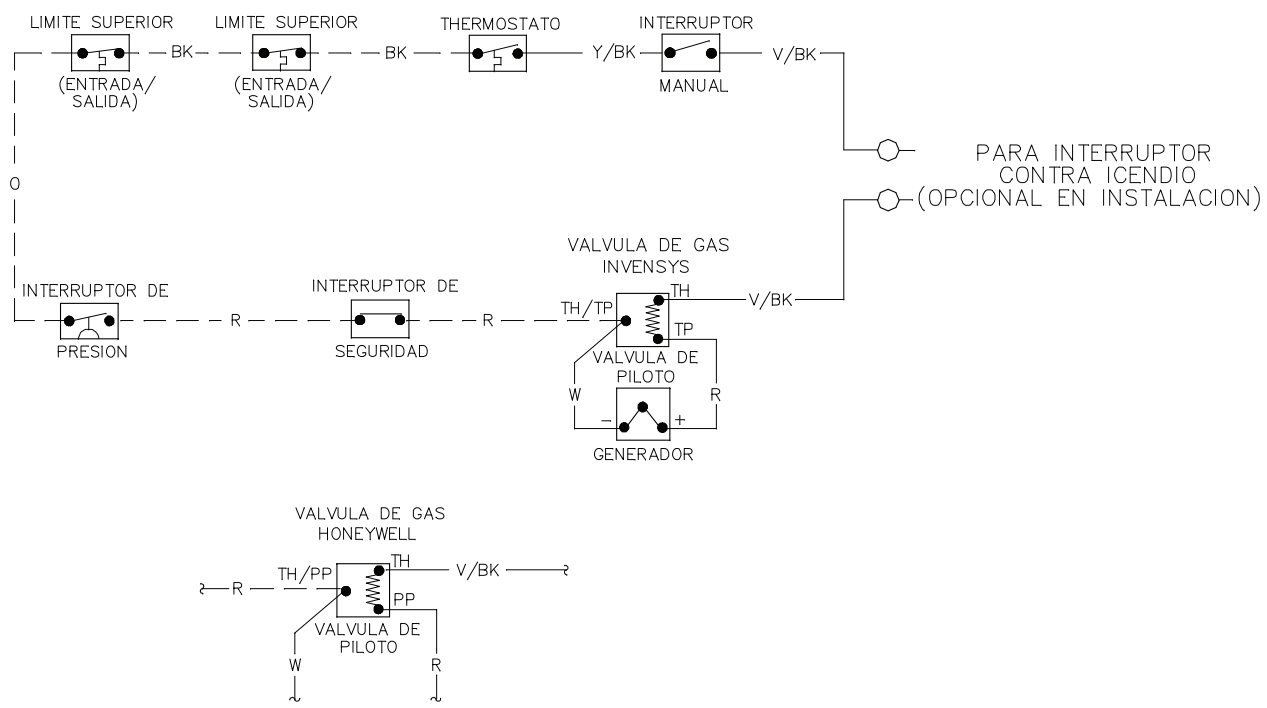 LIMITE SUPERIOR
LIMITE SUPERIOR
THERMOSTATO
INTERRUPTOR
BK
BK
Y/BK
V/BK
(ENTRADA/
SALIDA)
(ENTRADA/
SALIDA)
MANUAL
PARA INTERRUPTOR
CONTRA ICENDIO
(OPCIONAL EN INSTALACION)
O
VALVULA DE GAS
INVENSYS
INTERRUPTOR DE
INTERRUPTOR DE
TH
V/BK
TH/TP
R
R
TP
PRESION
SEGURIDAD
VALVULA DE
PILOTO
W
R
- +
GENERADOR
VALVULA DE GAS
HONEYWELL
TH
V/BK
TH/PP
R
PP
VALVULA DE
PILOTO
W
R